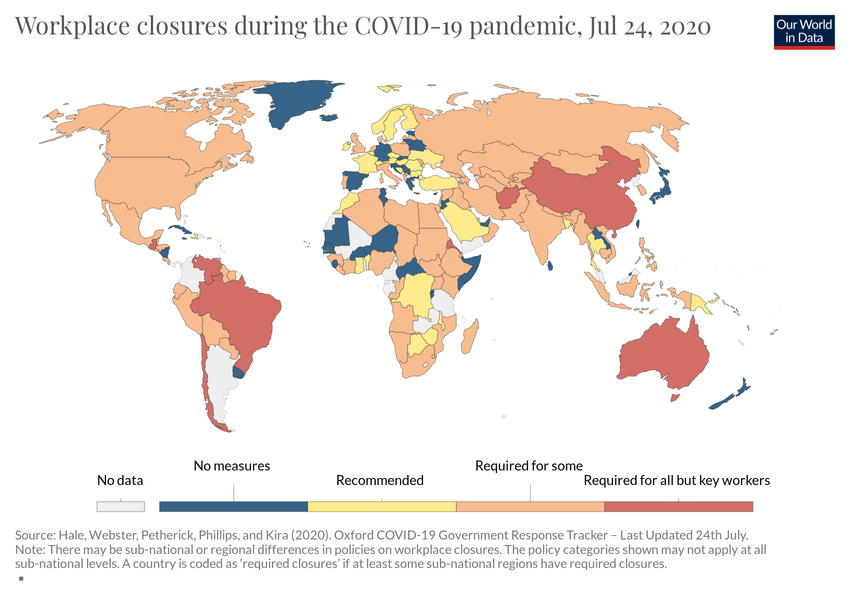 Workplace closures during the COVID-19 pandemic, Jul 24, 2020
Our World
in Data
No data
No measures
Recommended
Required for some
Required for all but key workers
Source: Hale, Webster, Petherick, Phillips, and Kira (2020). Oxford COVID-19 Government Response Tracker – Last Updated 24th July.
Note: There may be sub-national or regional differences in policies on workplace closures. The policy categories shown may not apply at all
sub-national levels. A country is coded as 'required closures' if at least some sub-national regions have required closures.